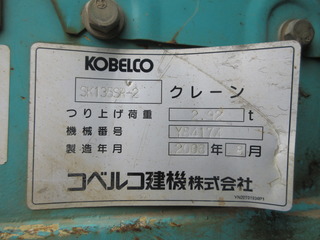 KOBELCO
SK135SR-2 クレーン
つり上げ荷重 2.92 t
機械番号
製造年月 年 月
コベルコ建機株式会社